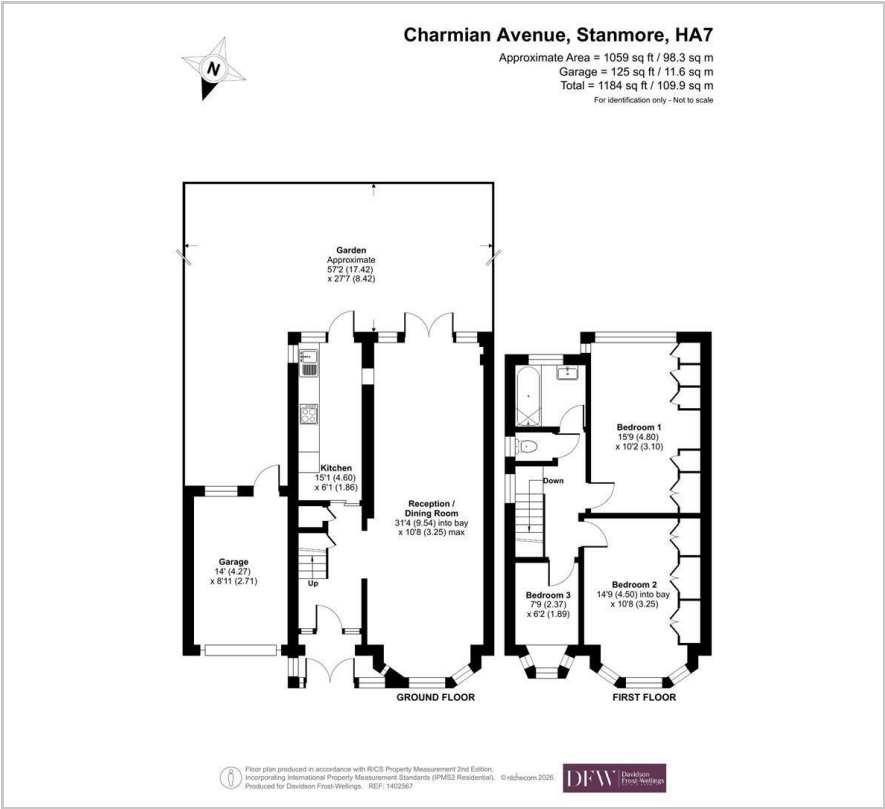 Charmian Avenue, Stanmore, HA7
Approximate Area = 1059 sq ft / 98.3 sq m
Garage = 125 sq ft / 11.6 sq m
Total = 1184 sq ft / 109.9 sq m
For identification only - Not to scale
N
Garden
Approximate
57'2 (17.42)
x 27'7 (8.42)
Kitchen
15'1 (4.60)
x 6'1 (1.86)
Reception /
Dining Room
31'4 (9.54) into bay
x 10'8 (3.25) max
Garage
14' (4.27)
x 8'11 (2.71)
Up
GROUND FLOOR
Bedroom 1
15'9 (4.80)
x 10'2 (3.10)
Down
Bedroom 2
14'9 (4.50) into bay
x 10'8 (3.25)
Bedroom 3
7'9 (2.37)
x 6'2 (1.89)
FIRST FLOOR
Floor plan produced in accordance with RICS Property Measurement 2nd Edition,
Incorporating International Property Measurement Standards (IPMS2 Residential). © nichecom 2026.
Produced for Davidson Frost-Wellings. REF: 1402567
DFW
Davidson
Frost-Wellings